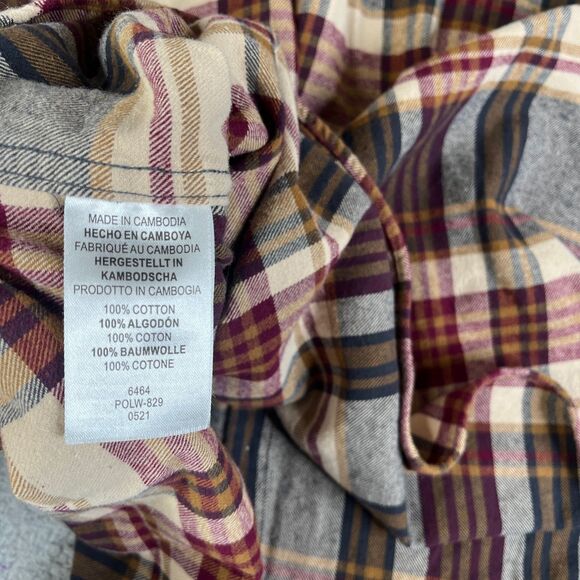 MADE IN CAMBODIA
HECHO EN CAMBOYA
FABRIQUÉ AU CAMBODIA
HERGESTELLT IN
KAMBODSCHA
PRODOTTO IN CAMBOGIA
100% COTTON
100% ALGODÓN
100% COTON
100% BAUMWOLLE
100% COTONE
6464
POLW-829
0521